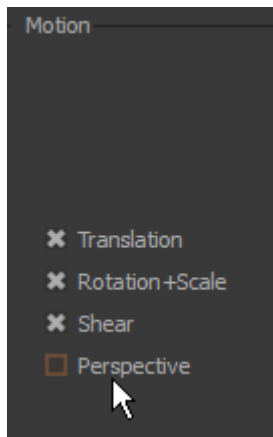 Motion
Translation
Rotation+Scale
Shear
Perspective